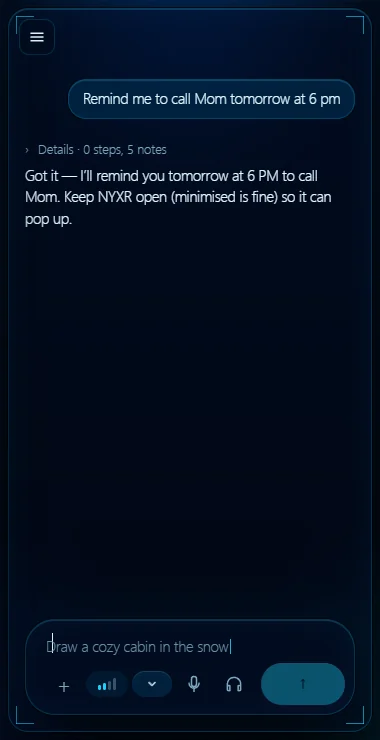 Remind me to call Mom tomorrow at 6 pm
› Details · 0 steps, 5 notes
Got it — I'll remind you tomorrow at 6 PM to call
Mom. Keep NYXR open (minimised is fine) so it can
pop up.
Draw a cozy cabin in the snow